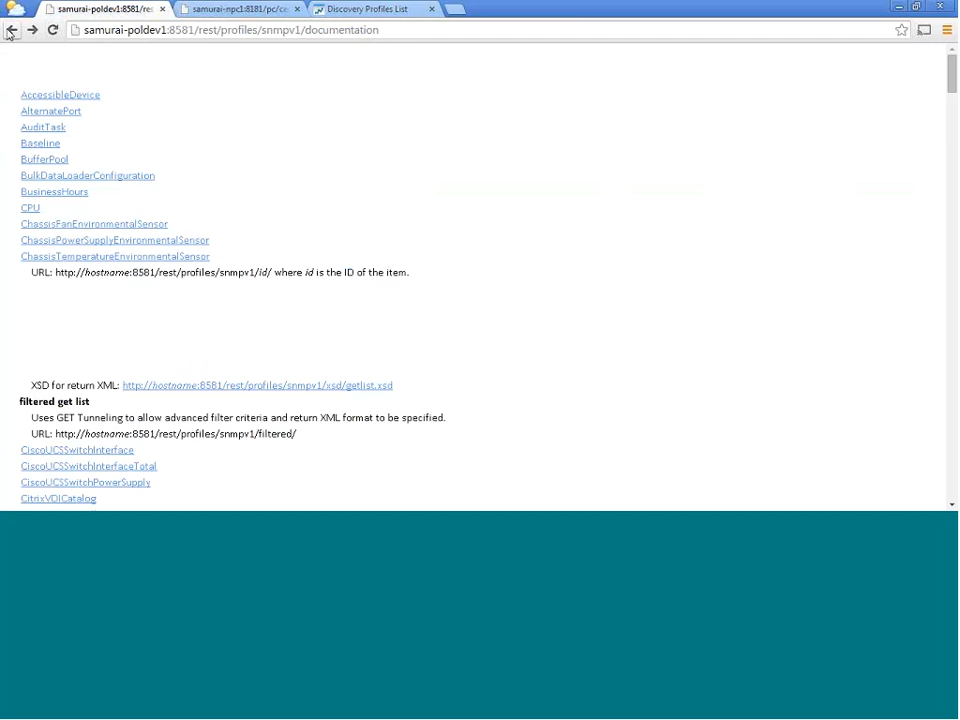 samurai-poldev1:8581/res
samurai-npc1:8181/pc/ce
Discovery Profiles List
samurai-poldev1:8581/rest/profiles/snmpv1/documentation
AccessibleDevice
AlternatePort
AuditTask
Baseline
BufferPool
BulkDataLoaderConfiguration
BusinessHours
CPU
ChassisFanEnvironmentalSensor
ChassisPowerSupplyEnvironmentalSensor
ChassisTemperatureEnvironmentalSensor
URL: http://hostname:8581/rest/profiles/snmpv1/id/ where id is the ID of the item.
XSD for return XML: http://hostname:8581/rest/profiles/snmpv1/xsd/getlist.xsd
filtered get list
Uses GET Tunneling to allow advanced filter criteria and return XML format to be specified.
URL: http://hostname:8581/rest/profiles/snmpv1/filtered/
CiscoUCSSwitchInterface
CiscoUCSSwitchInterfaceTotal
CiscoUCSSwitchPowerSupply
CitrixVDICatalog